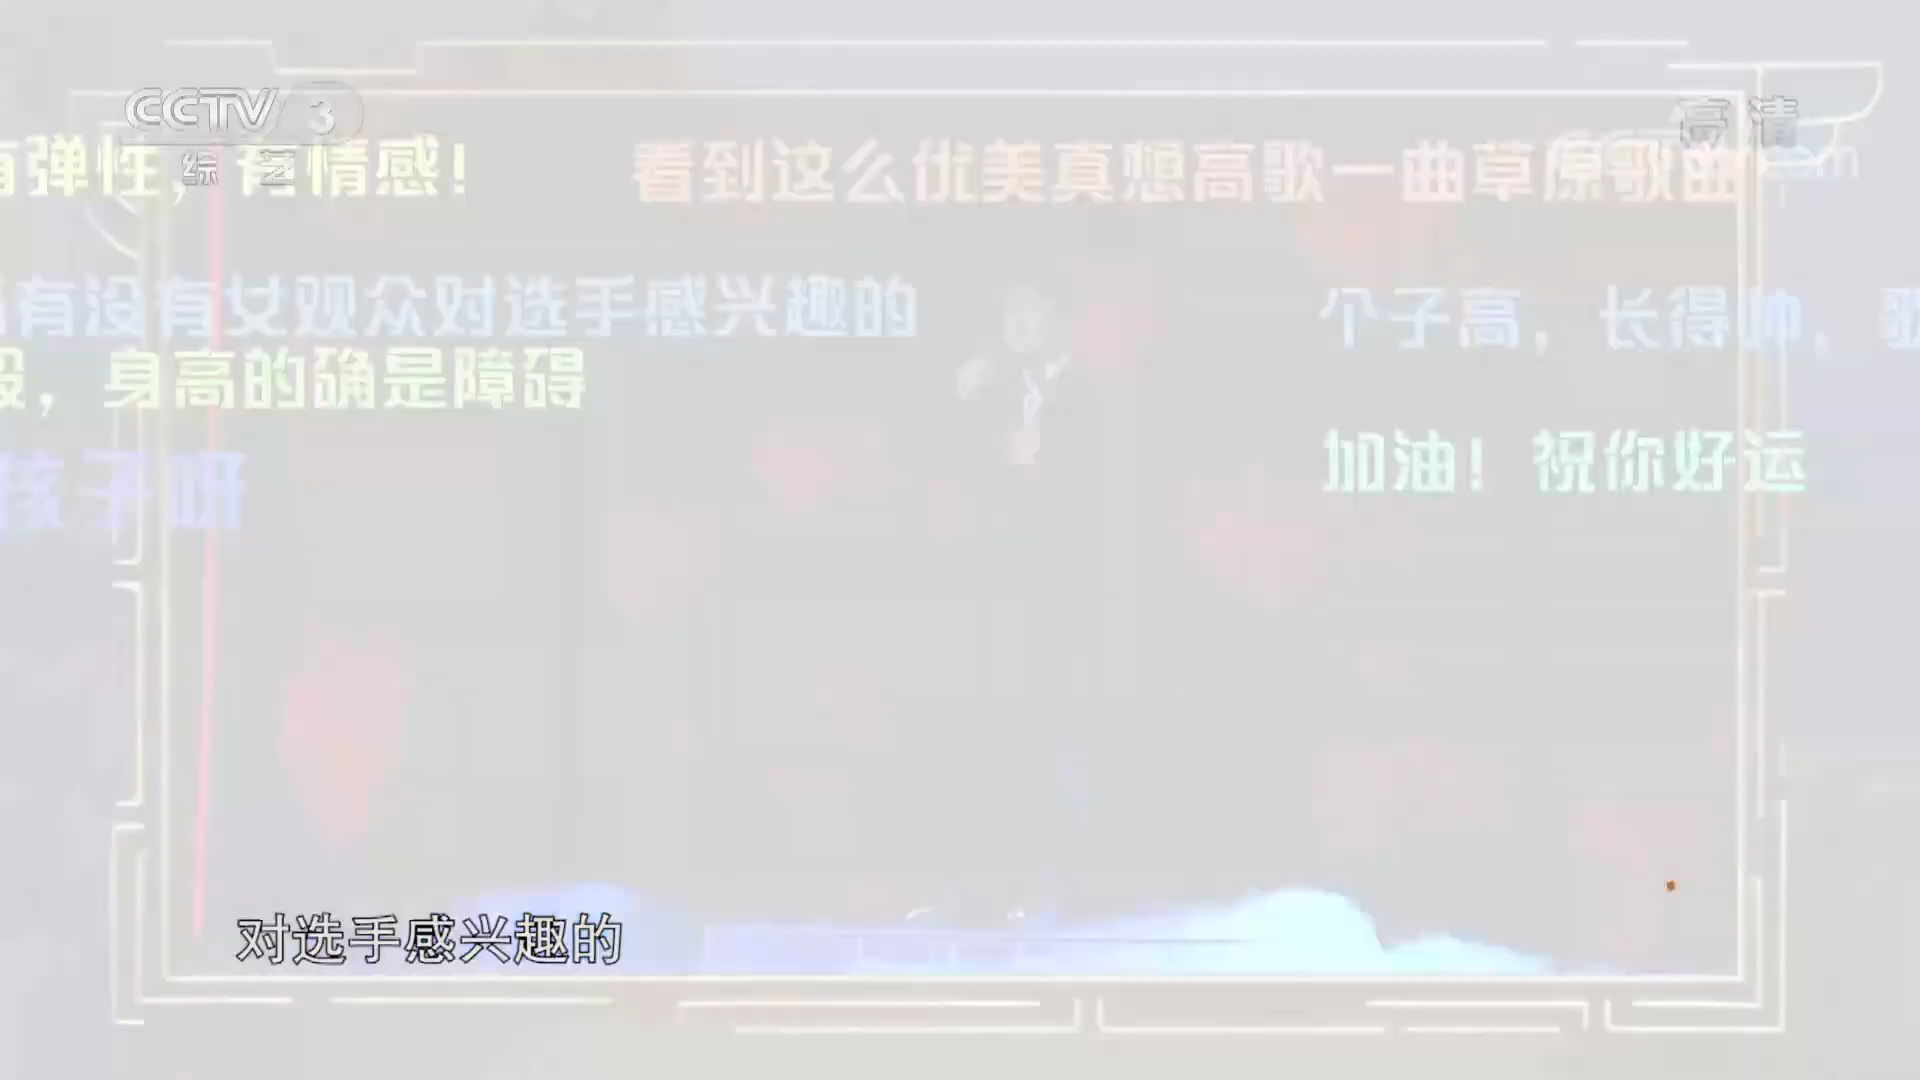 CCTV 3
综艺
高清
弹性，有情感！
看到这么优美真想高歌一曲草原歌曲
有没有女观众对选手感兴趣的
个子高，长得帅，歌
，身高的确是障碍
加油！祝你好运
孩子呀
对选手感兴趣的